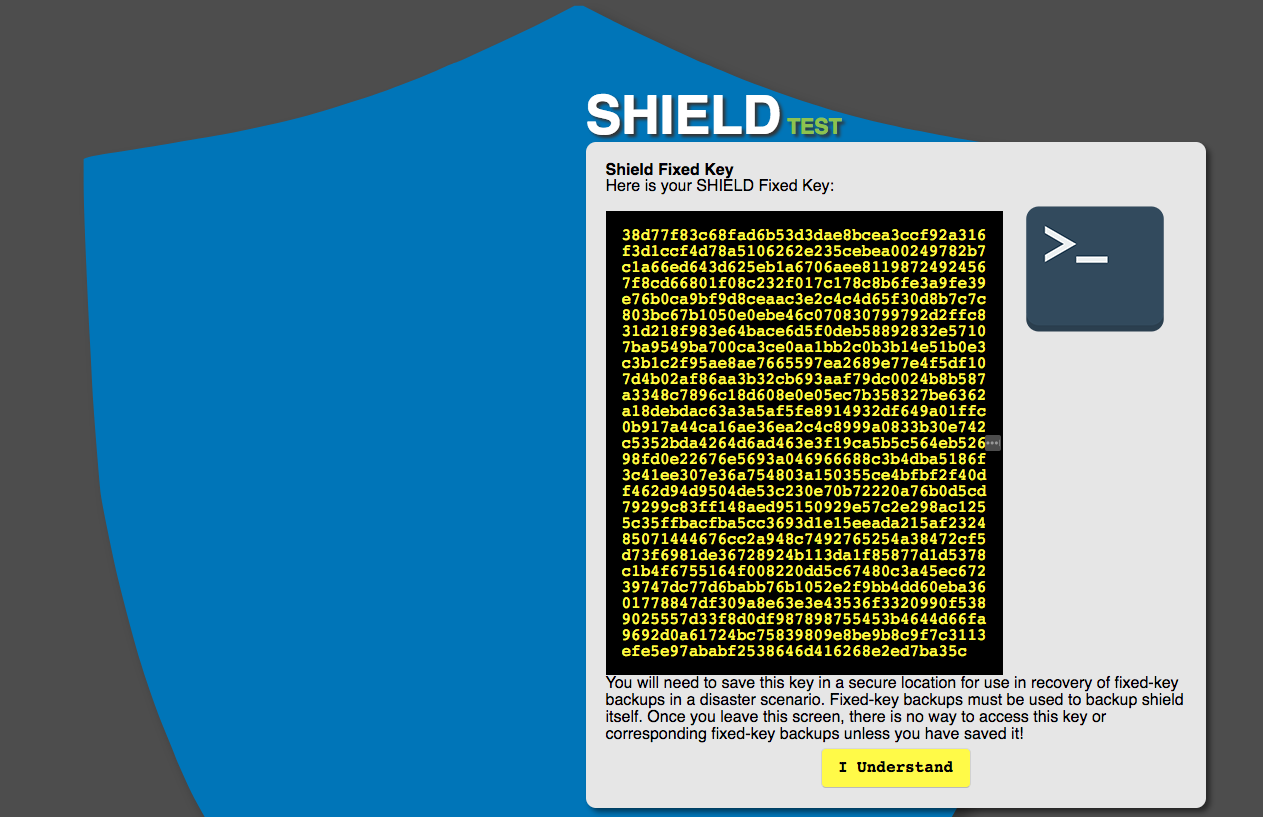 SHIELD TEST
Shield Fixed Key
Here is your SHIELD Fixed Key:
>_
38d77f83c68fad6b53d3dae8bcea3ccf92a316
f3d1ccf4d78a5106262e235cebea00249782b7
c1a66ed643d625eb1a6706aee8119872492456
7f8cd66801f08c232f017c178c8b6fe3a9fe39
e76b0ca9bf9d8ceaac3e2c4c4d65f30d8b7c7c
803bc67b1050e0ebe46c070830799792d2ffc8
31d218f983e64bace6d5f0deb58892832e5710
7ba9549ba700ca3ce0aa1bb2c0b3b14e51b0e3
c3b1c2f95ae8ae7665597ea2689e77e4f5df10
7d4b02af86aa3b32cb693aaf79dc0024b8b587
a3348c7896c18d608e0e05ec7b358327be6362
a18debdac63a3a5af5fe8914932df649a01ffc
0b917a44ca16ae36ea2c4c8999a0833b30e742
c5352bda4264d6ad463e3f19ca5b5c564eb526
98fd0e22676e5693a046966688c3b4dba5186f
3c41ee307e36a754803a150355ce4bfbf2f40d
f462d94d9504de53c230e70b72220a76b0d5cd
79299c83ff148aed95150929e57c2e298ac125
5c35ffbacfba5cc3693d1e15eeada215af2324
85071444676cc2a948c7492765254a38472cf5
d73f6981de36728924b113da1f85877d1d5378
c1b4f6755164f008220dd5c67480c3a45ec672
39747dc77d6babb76b1052e2f9bb4dd60eba36
01778847df309a8e63e3e43536f3320990f538
9025557d33f8d0df987898755453b4644d66fa
9692d0a61724bc75839809e8be9b8c9f7c3113
efe5e97ababf2538646d416268e2ed7ba35c
You will need to save this key in a secure location for use in recovery of fixed-key
backups in a disaster scenario. Fixed-key backups must be used to backup shield
itself. Once you leave this screen, there is no way to access this key or
corresponding fixed-key backups unless you have saved it!
I Understand